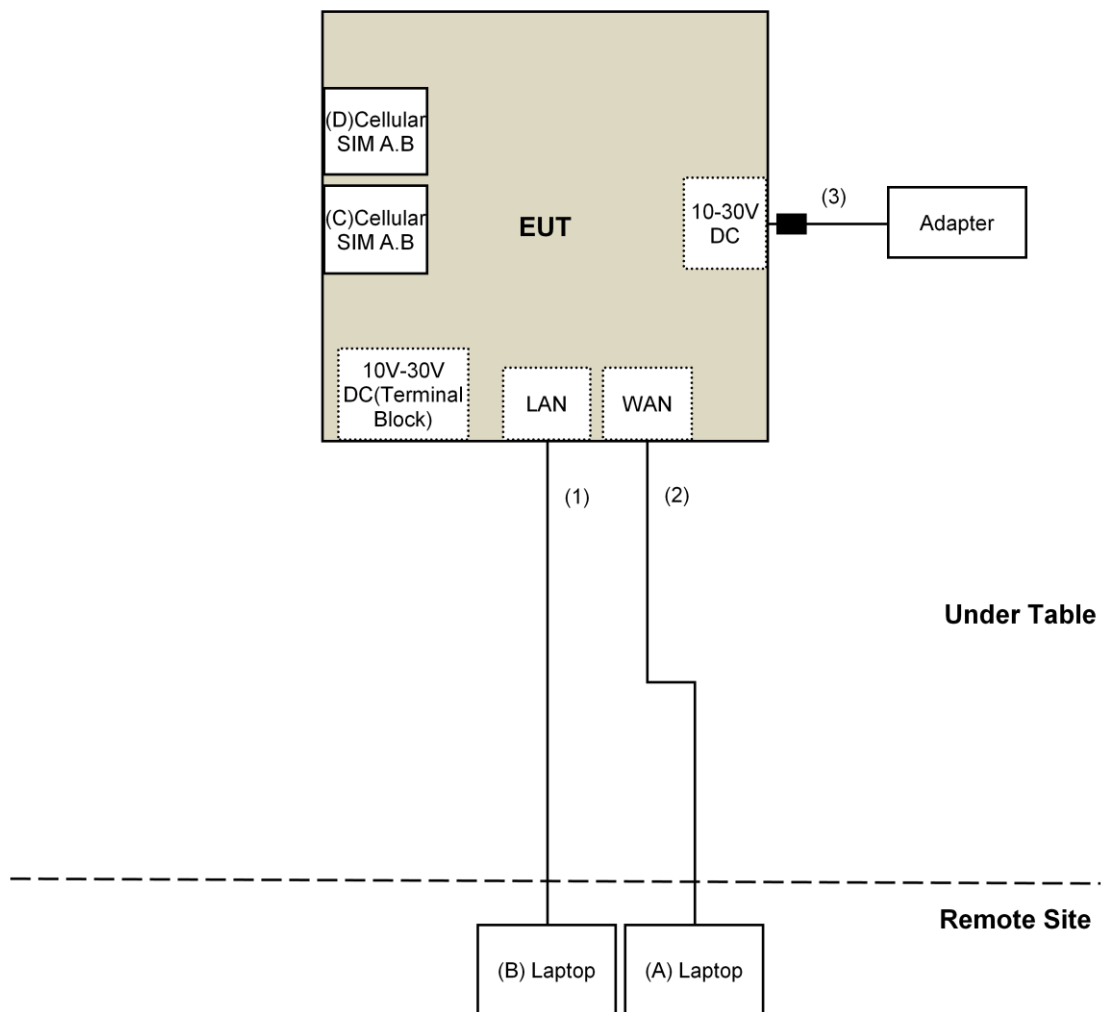 (D)Cellular
SIM A.B
(C)Cellular
SIM A.B
EUT
10-30V
DC
(3)
Adapter
10V-30V
DC(Terminal
Block)
LAN
WAN
(1)
(2)
Under Table
Remote Site
(B) Laptop
(A) Laptop